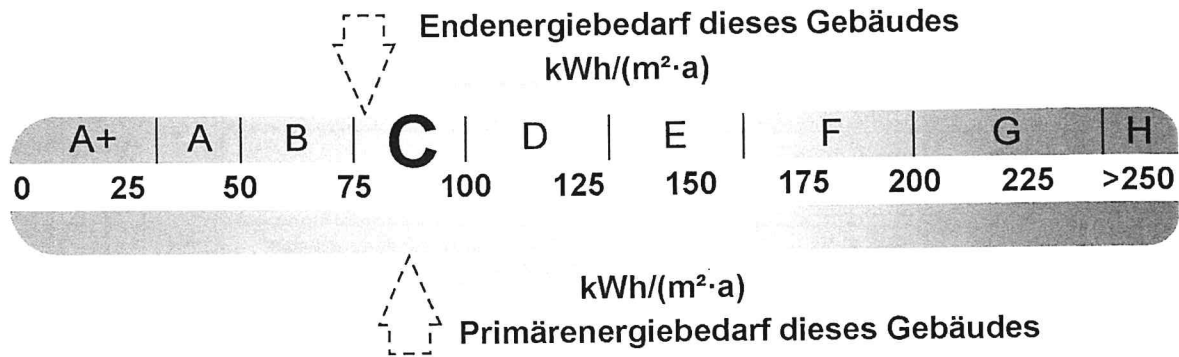 Endenergiebedarf dieses Gebäudes
kWh/(m²·a)
A+ A B C D E F G H
0 25 50 75 100 125 150 175 200 225 >250
kWh/(m²·a)
Primärenergiebedarf dieses Gebäudes